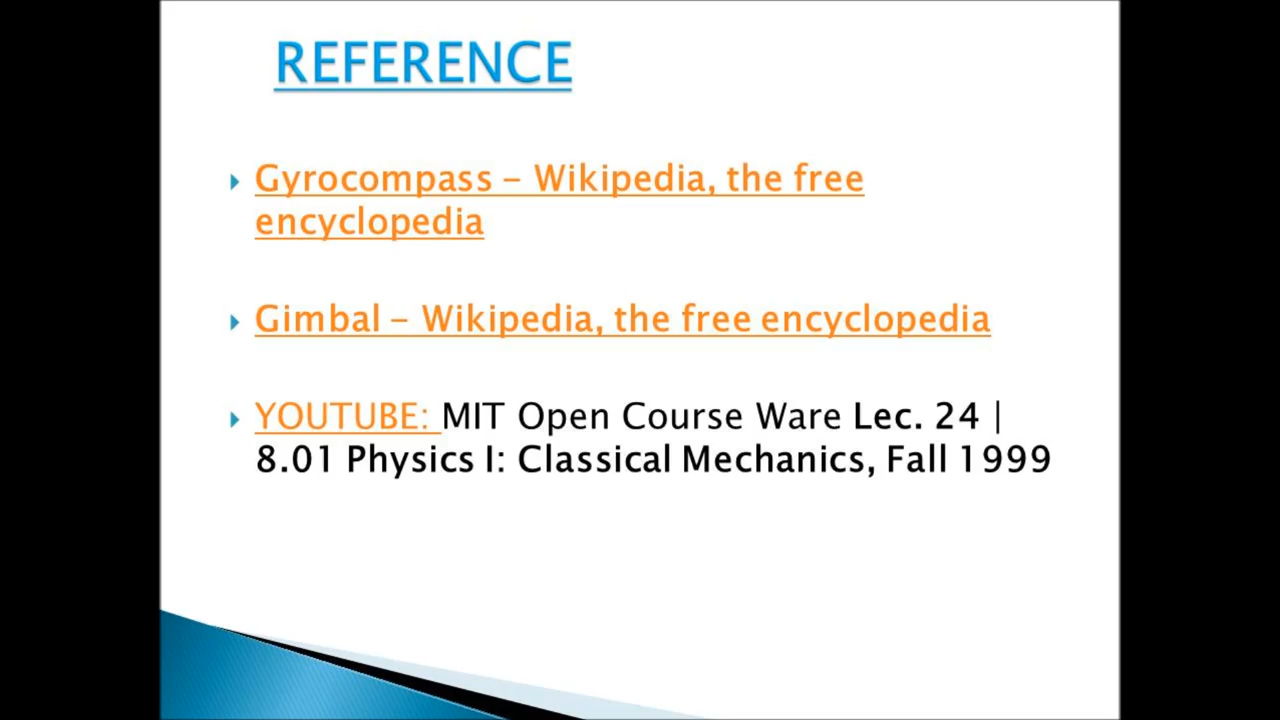 REFERENCE
Gyrocompass - Wikipedia, the free
encyclopedia
Gimbal - Wikipedia, the free encyclopedia
YOUTUBE: MIT Open Course Ware Lec. 24 |
8.01 Physics I: Classical Mechanics, Fall 1999